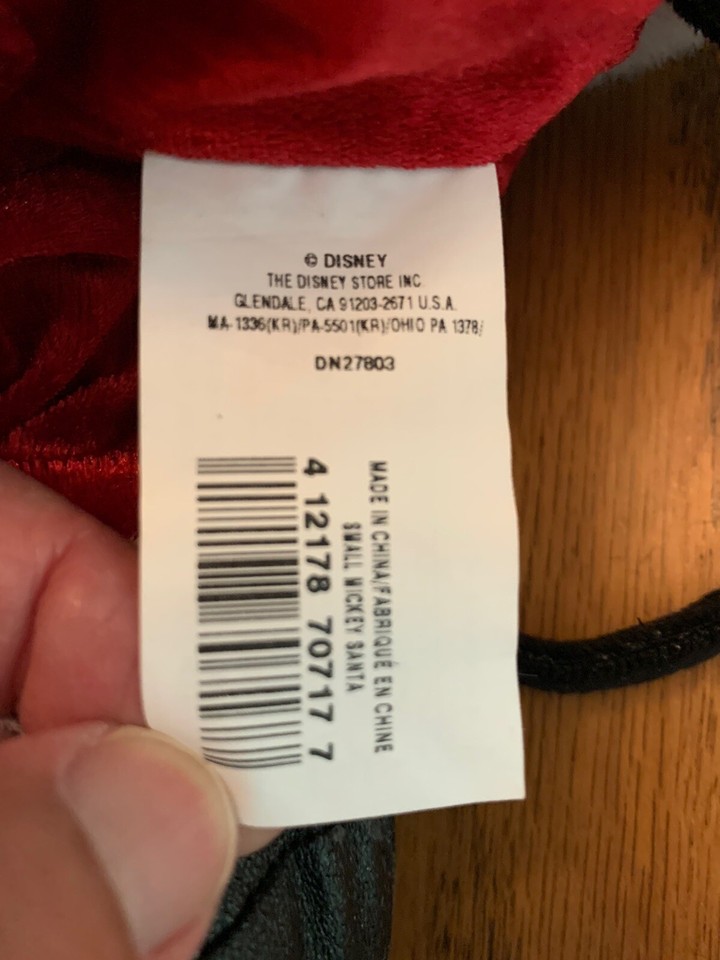 © DISNEY
THE DISNEY STORE INC
GLENDALE, CA 91203-2671 U.S.A.
MA-1336(KR)/PA-5501(KR)/OHIO PA 1378/
DN27803
MADE IN CHINA/FABRIQUÉ EN CHINE
SMALL MICKEY SANTA
4 12178 70717 7